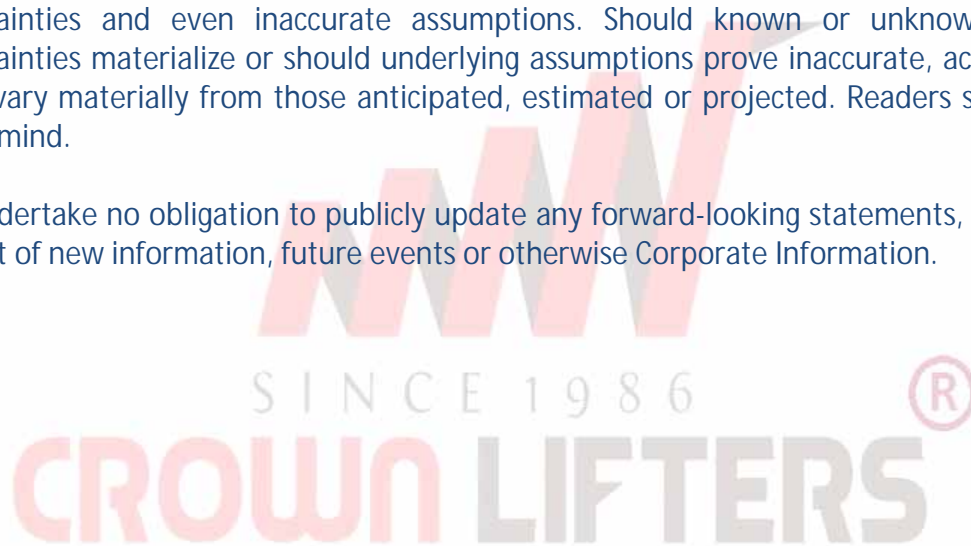 ainties and even inaccurate assumptions. Should known or unknow
ainties materialize or should underlying assumptions prove inaccurate, ac
vary materially from those anticipated, estimated or projected. Readers s
mind.
dertake no obligation to publicly update any forward-looking statements,
t of new information, future events or otherwise Corporate Information.
SINCE 1986
®
CROWN LIFTERS